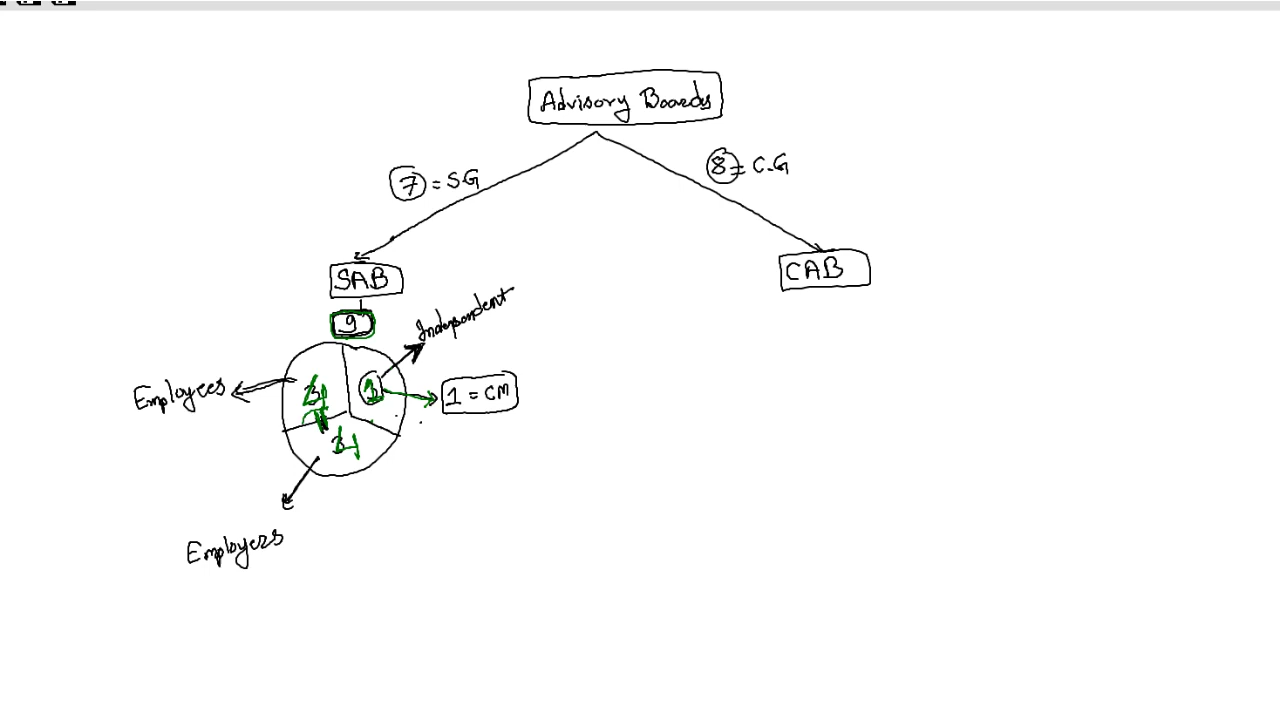 Advisory Boards
7 = SG
8 = C.G
SAB
CAB
9
Independent
Employees
1 = CM
Employers